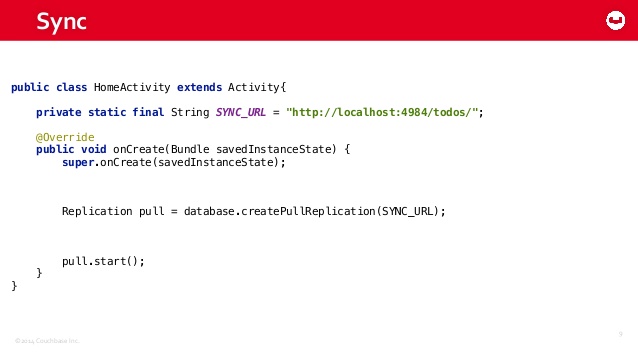 Sync
public class HomeActivity extends Activity{
private static final String SYNC_URL = "http://localhost:4984/todos/";
@Override
public void onCreate(Bundle savedInstanceState) {
super.onCreate(savedInstanceState);
Replication pull = database.createPullReplication(SYNC_URL);
pull.start();
}
}
Couchbase Inc.
9